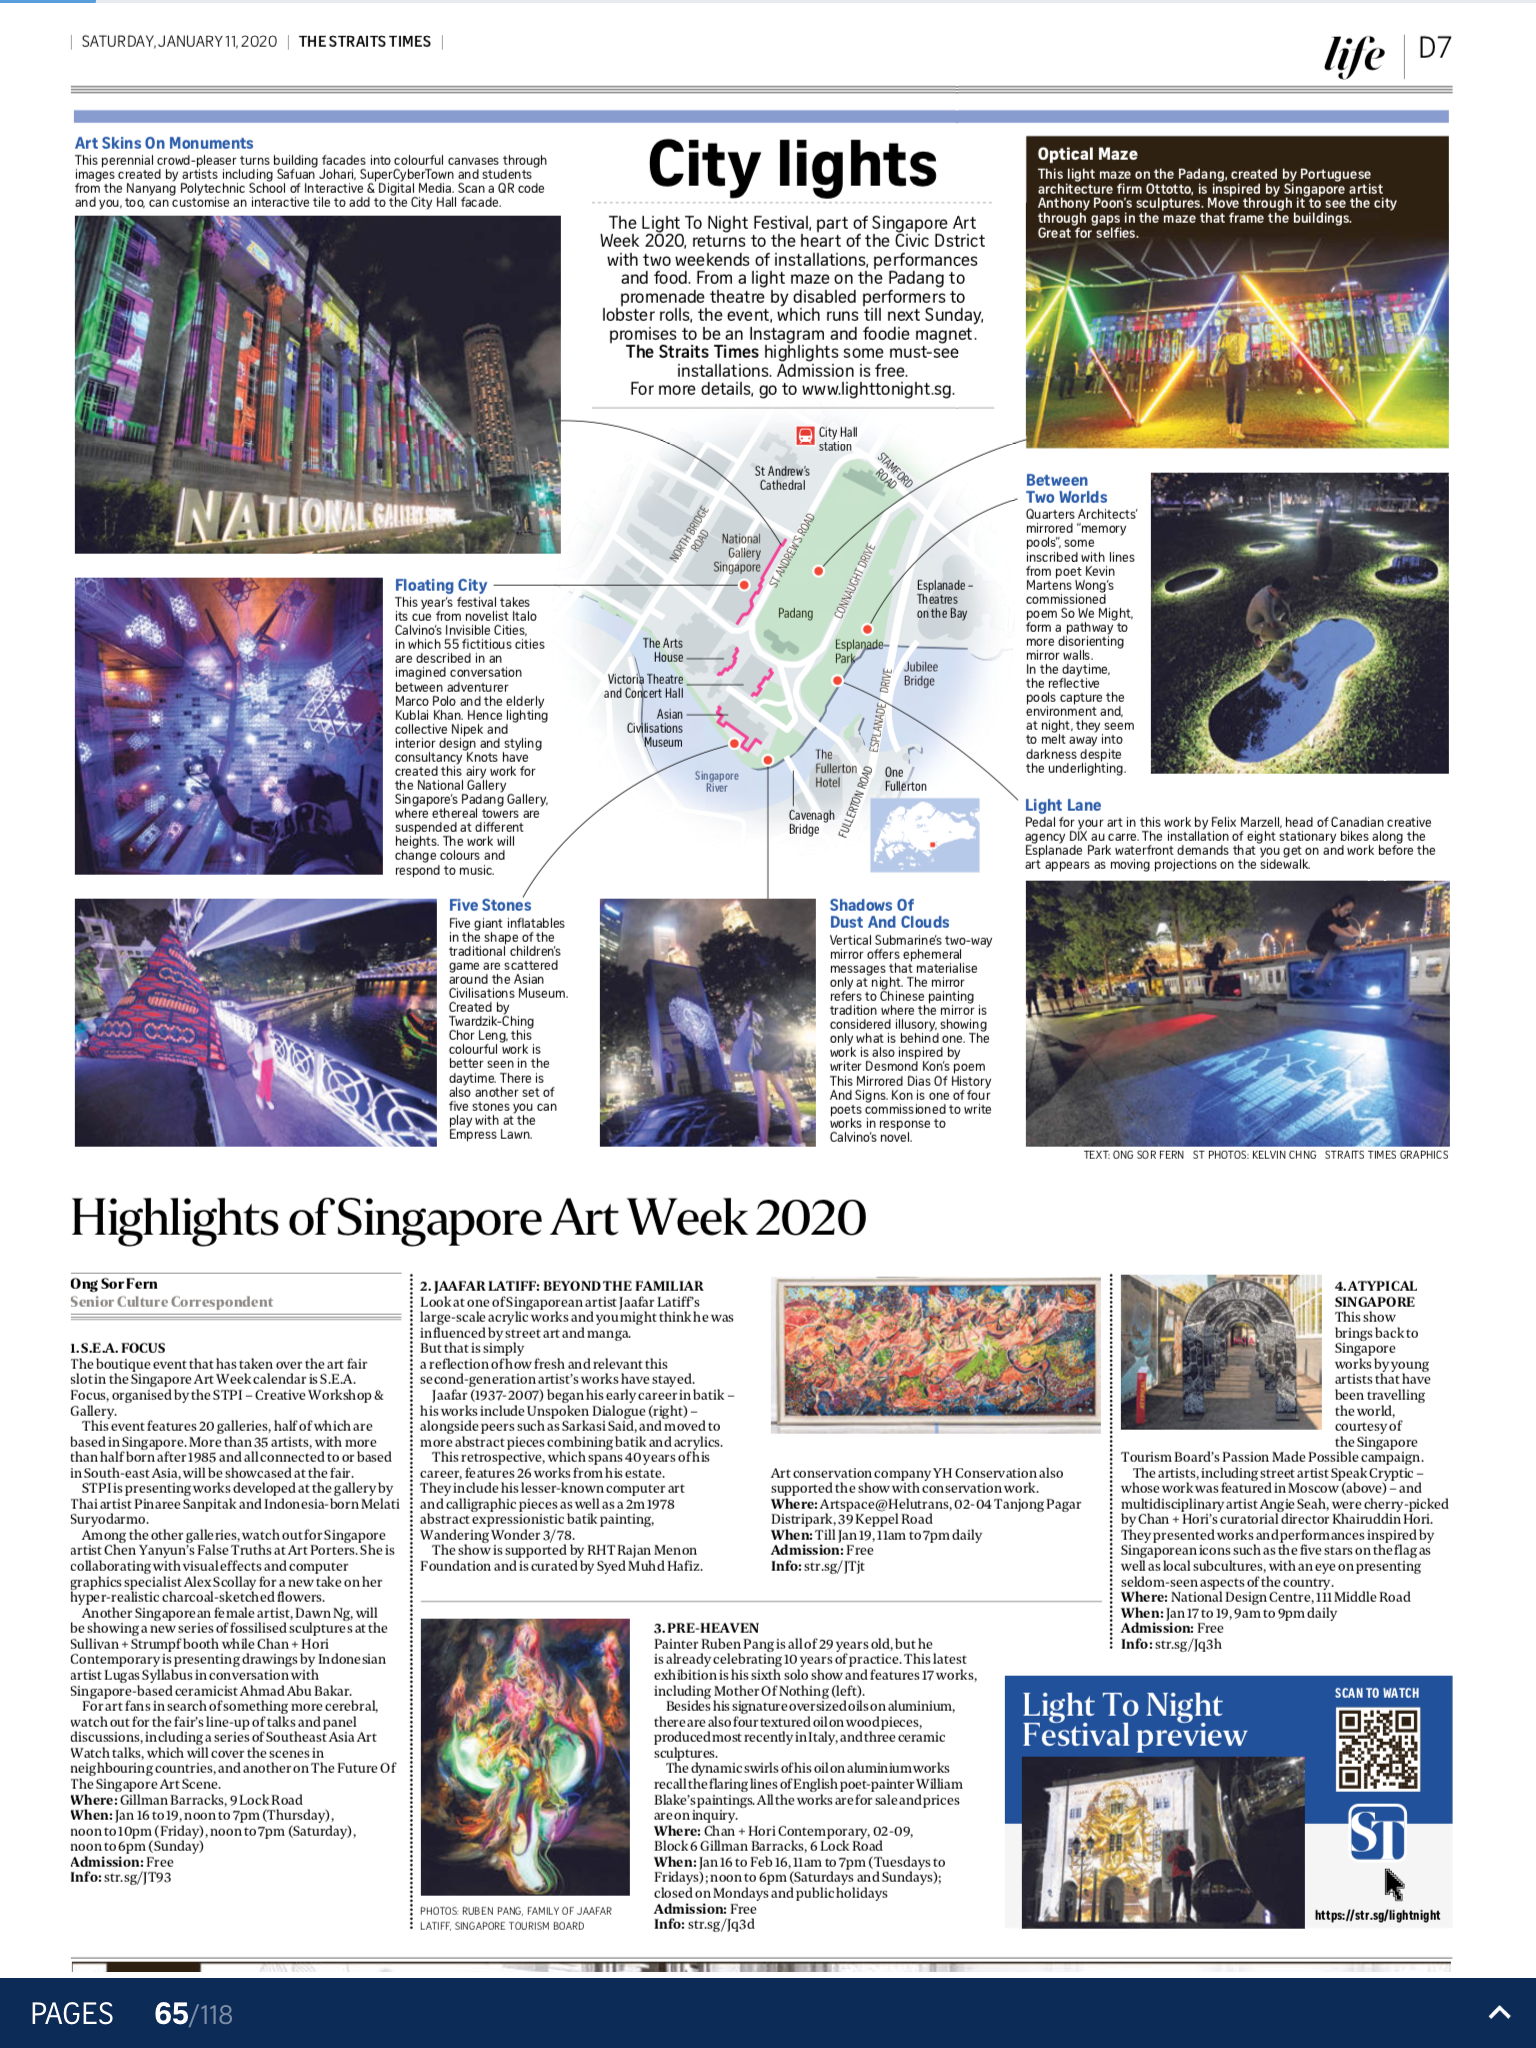 SATURDAY, JANUARY 11, 2020 | THE STRAITS TIMES |
life | D7
Art Skins On Monuments
This perennial crowd-pleaser turns building facades into colourful canvases through
images created by artists including Safuan Johari, SuperCyberTown and students
from the Nanyang Polytechnic School of Interactive & Digital Media. Scan a QR code
and you, too, can customise an interactive tile to add to the City Hall facade.
NATIONAL GALLERY SINGAPORE
City lights
The Light To Night Festival, part of Singapore Art
Week 2020, returns to the heart of the Civic Dstrict
with two weekends of installations, performances
and food. From a light maze on the Padang to
promenade theatre by disabled performers to
lobster rolls, the event, which runs till next Sunday,
promises to be an Instagram and foodie magnet.
The Straits Times highlights some must-see
installations. Admission is free.
For more details, go to www.lighttonight.sg.
Optical Maze
This light maze on the Padang, created by Portuguese
architecture firm Ottotto, is inspired by Singapore artist
Anthony Poon's sculptures. Move through it to see the city
through gaps in the maze that frame the buildings.
Great for selfies.
City Hall
station
St Andrew's
Cathedral
STAMFORD
ROAD
NORTH BRIDGE
ROAD
National
Gallery
Singapore
ST ANDREW'S ROAD
CONNAUGHT DRIVE
Padang
Esplanade –
Theatres
on the Bay
The Arts
House
Esplanade
Park
Jubilee
Bridge
Victoria Theatre
and Concert Hall
Asian
Civilisations
Museum
ESPLANADE DRIVE
Singapore
River
The
Fullerton
Hotel
One
Fullerton
FULLERTON ROAD
Cavenagh
Bridge
Floating City
This year's festival takes
its cue from novelist Italo
Calvino's Invisible Cities,
in which 55 fictitious cities
are described in an
imagined conversation
between adventurer
Marco Polo and the elderly
Kublai Khan. Hence lighting
collective Nipek and
interior design and styling
consultancy Knots have
created this airy work for
the National Gallery
Singapore's Padang Gallery,
where ethereal towers are
suspended at different
heights. The work will
change colours and
respond to music.
Between
Two Worlds
Quarters Architects'
mirrored "memory
pools", some
inscribed with lines
from poet Kevin
Martens Wong's
commissioned
poem So We Might,
form a pathway to
more disorienting
mirror walls.
In the daytime,
the reflective
pools capture the
environment and,
at night, they seem
to melt away into
darkness despite
the underlighting.
Light Lane
Pedal for your art in this work by Felix Marzell, head of Canadian creative
agency DIX au carre. The installation of eight stationary bikes along the
Esplanade Park waterfront demands that you get on and work before the
art appears as moving projections on the sidewalk.
Five Stones
Five giant inflatables
in the shape of the
traditional children's
game are scattered
around the Asian
Civilisations Museum.
Created by
Twardzik-Ching
Chor Leng, this
colourful work is
better seen in the
daytime. There is
also another set of
five stones you can
play with at the
Empress Lawn.
Shadows Of
Dust And Clouds
Vertical Submarine's two-way
mirror offers ephemeral
messages that materialise
only at night. The mirror
refers to Chinese painting
tradition where the mirror is
considered illusory, showing
only what is behind one. The
work is also inspired by
writer Desmond Kon's poem
This Mirrored Dias Of History
And Signs. Kon is one of four
poets commissioned to write
works in response to
Calvino's novel.
TEXT: ONG SOR FERN ST PHOTOS: KELVIN CHNG STRAITS TIMES GRAPHICS
Highlights of Singapore Art Week 2020
Ong Sor Fern
Senior Culture Correspondent
1. S.E.A. FOCUS
The boutique event that has taken over the art fair
slot in the Singapore Art Week calendar is S.E.A.
Focus, organised by the STPI – Creative Workshop &
Gallery.
This event features 20 galleries, half of which are
based in Singapore. More than 35 artists, with more
than half born after 1985 and all connected to or based
in South-east Asia, will be showcased at the fair.
STPI is presenting works developed at the gallery by
Thai artist Pinaree Sanpitak and Indonesia-born Melati
Suryodarmo.
Among the other galleries, watch out for Singapore
artist Chen Yanyun's False Truths at Art Porters. She is
collaborating with visual effects and computer
graphics specialist Alex Scollay for a new take on her
hyper-realistic charcoal-sketched flowers.
Another Singaporean female artist, Dawn Ng, will
be showing a new series of fossilised sculptures at the
Sullivan + Strumpf booth while Chan + Hori
Contemporary is presenting drawings by Indonesian
artist Lugas Syllabus in conversation with
Singapore-based ceramicist Ahmad Abu Bakar.
For art fans in search of something more cerebral,
watch out for the fair's line-up of talks and panel
discussions, including a series of Southeast Asia Art
Watch talks, which will cover the scenes in
neighbouring countries, and another on The Future Of
The Singapore Art Scene.
Where: Gillman Barracks, 9 Lock Road
When: Jan 16 to 19, noon to 7pm (Thursday),
noon to 10pm (Friday), noon to 7pm (Saturday),
noon to 6pm (Sunday)
Admission: Free
Info: str.sg/JT93
2. JAAFAR LATIFF: BEYOND THE FAMILIAR
Look at one of Singaporean artist Jaafar Latiff's
large-scale acrylic works and you might think he was
influenced by street art and manga.
But that is simply
a reflection of how fresh and relevant this
second-generation artist's works have stayed.
Jaafar (1937-2007) began his early career in batik –
his works include Unspoken Dialogue (right) –
alongside peers such as Sarkasi Said, and moved to
more abstract pieces combining batik and acrylics.
This retrospective, which spans 40 years of his
career, features 26 works from his estate.
They include his lesser-known computer art
and calligraphic pieces as well as a 2m 1978
abstract expressionistic batik painting,
Wandering Wonder 3/78.
The show is supported by RHT Rajan Menon
Foundation and is curated by Syed Muhd Hafiz.
Art conservation company YH Conservation also
supported the show with conservation work.
Where: Artspace@Helutrans, 02-04 Tanjong Pagar
Distripark, 39 Keppel Road
When: Till Jan 19, 11am to 7pm daily
Admission: Free
Info: str.sg/JTjt
3. PRE-HEAVEN
Painter Ruben Pang is all of 29 years old, but he
is already celebrating 10 years of practice. This latest
exhibition is his sixth solo show and features 17 works,
including Mother Of Nothing (left).
Besides his signature oversized oils on aluminium,
there are also four textured oil on wood pieces,
produced most recently in Italy, and three ceramic
sculptures.
The dynamic swirls of his oil on aluminium works
recall the flaring lines of English poet-painter William
Blake's paintings. All the works are for sale and prices
are on inquiry.
Where: Chan + Hori Contemporary, 02-09,
Block 6 Gillman Barracks, 6 Lock Road
When: Jan 16 to Feb 16, 11am to 7pm (Tuesdays to
Fridays); noon to 6pm (Saturdays and Sundays);
closed on Mondays and public holidays
Admission: Free
Info: str.sg/Jq3d
PHOTOS: RUBEN PANG, FAMILY OF JAAFAR
LATIFF, SINGAPORE TOURISM BOARD
4. ATYPICAL
SINGAPORE
This show
brings back to
Singapore
works by young
artists that have
been travelling
the world,
courtesy of
the Singapore
Tourism Board's Passion Made Possible campaign.
The artists, including street artist Speak Cryptic –
whose work was featured in Moscow (above) – and
multidisciplinary artist Angie Seah, were cherry-picked
by Chan + Hori's curatorial director Khairuddin Hori.
They presented works and performances inspired by
Singaporean icons such as the five stars on the flag as
well as local subcultures, with an eye on presenting
seldom-seen aspects of the country.
Where: National Design Centre, 111 Middle Road
When: Jan 17 to 19, 9am to 9pm daily
Admission: Free
Info: str.sg/Jq3h
Light To Night
Festival preview
SCAN TO WATCH
ST
https://str.sg/lightnight
PAGES 65/118